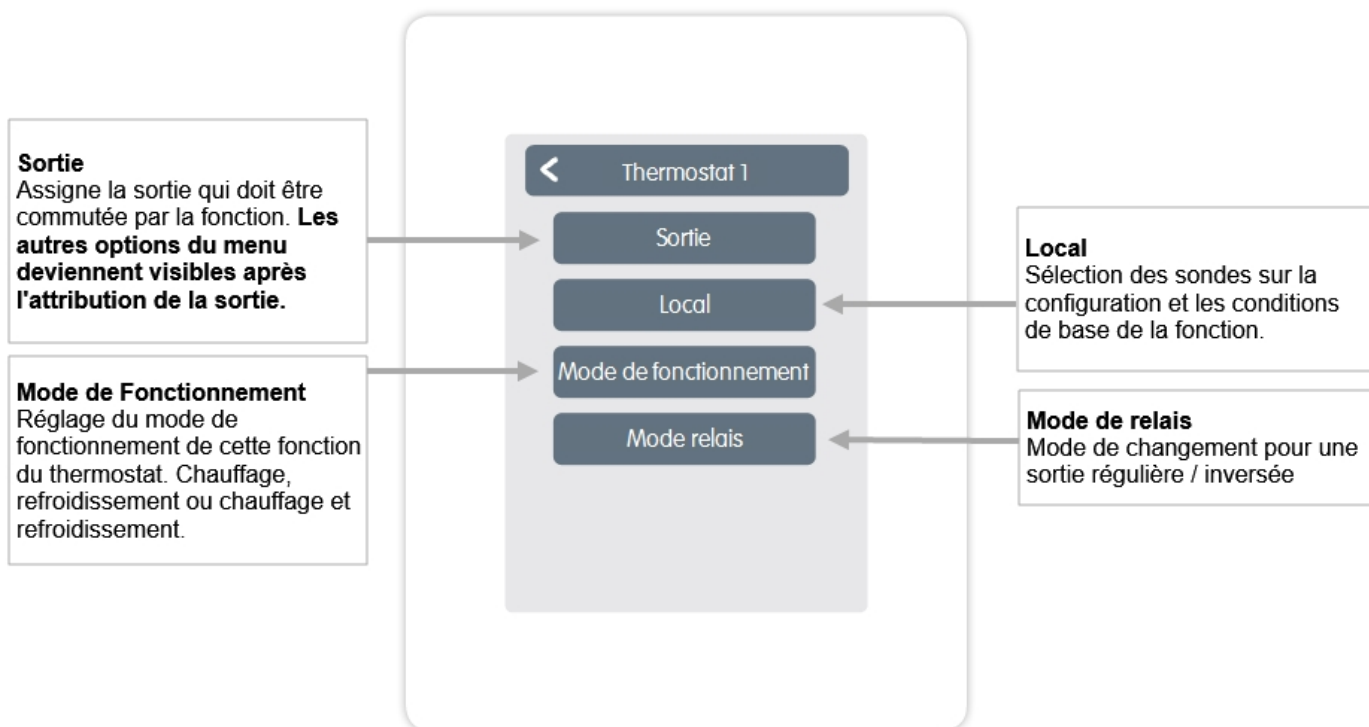 Sortie
Assigne la sortie qui doit être
commutée par la fonction. Les
autres options du menu
deviennent visibles après
l'attribution de la sortie.
Mode de Fonctionnement
Réglage du mode de
fonctionnement de cette fonction
du thermostat. Chauffage,
refroidissement ou chauffage et
refroidissement.
Thermostat 1
Sortie
Local
Mode de fonctionnement
Mode relais
Local
Sélection des sondes sur la
configuration et les conditions
de base de la fonction.
Mode de relais
Mode de changement pour une
sortie régulière / inversée